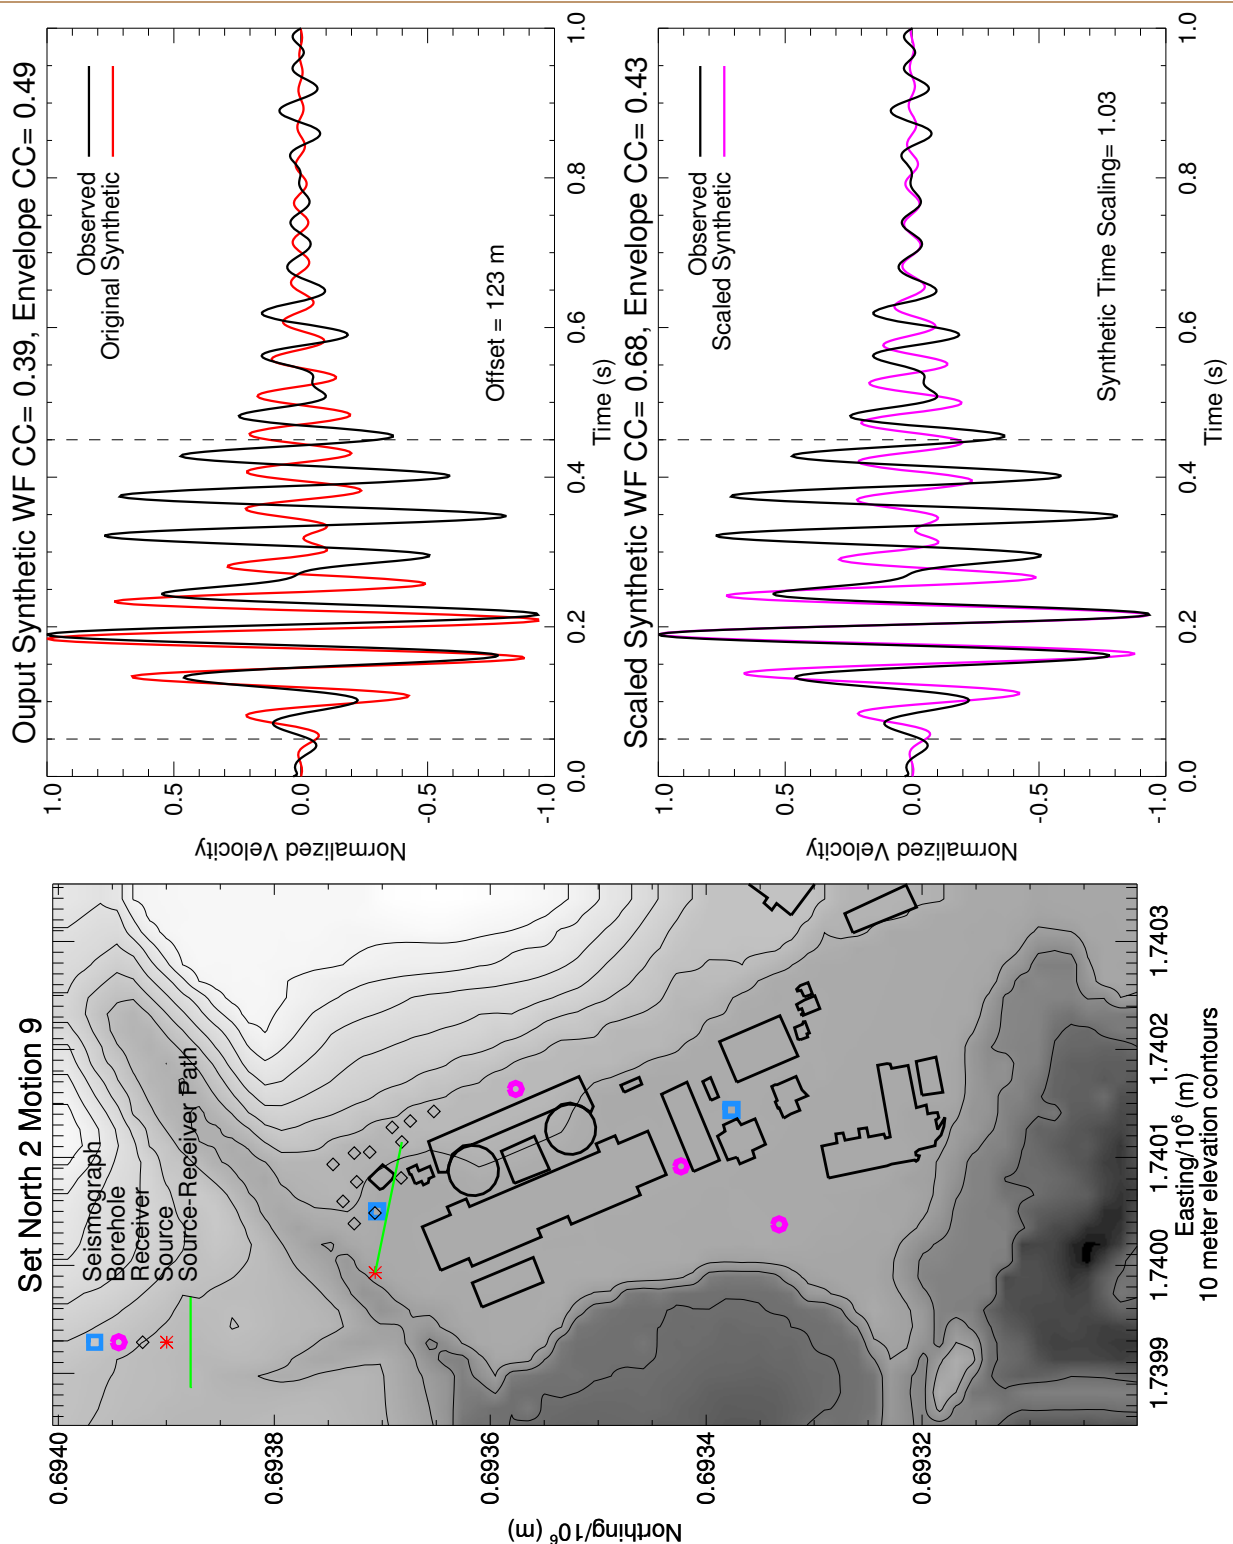 Set North 2 Motion 9
Seismograph
Borehole
Receiver
Source
Source-Receiver Path
0.6940
0.6938
0.6936
0.6934
0.6932
Northing/10⁶ (m)
1.7399
1.7400
1.7401
1.7402
1.7403
Easting/10⁶ (m)
10 meter elevation contours
Ouput Synthetic WF CC= 0.39, Envelope CC= 0.49
Observed
Original Synthetic
Offset = 123 m
1.0
0.5
0.0
-0.5
-1.0
Normalized Velocity
0.0
0.2
0.4
0.6
0.8
1.0
Time (s)
Scaled Synthetic WF CC= 0.68, Envelope CC= 0.43
Observed
Scaled Synthetic
Synthetic Time Scaling= 1.03
1.0
0.5
0.0
-0.5
-1.0
Normalized Velocity
0.0
0.2
0.4
0.6
0.8
1.0
Time (s)